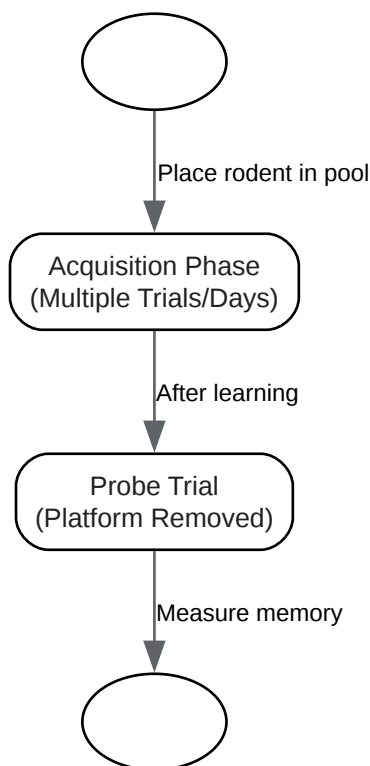 Place rodent in pool
Acquisition Phase
(Multiple Trials/Days)
After learning
Probe Trial
(Platform Removed)
Measure memory